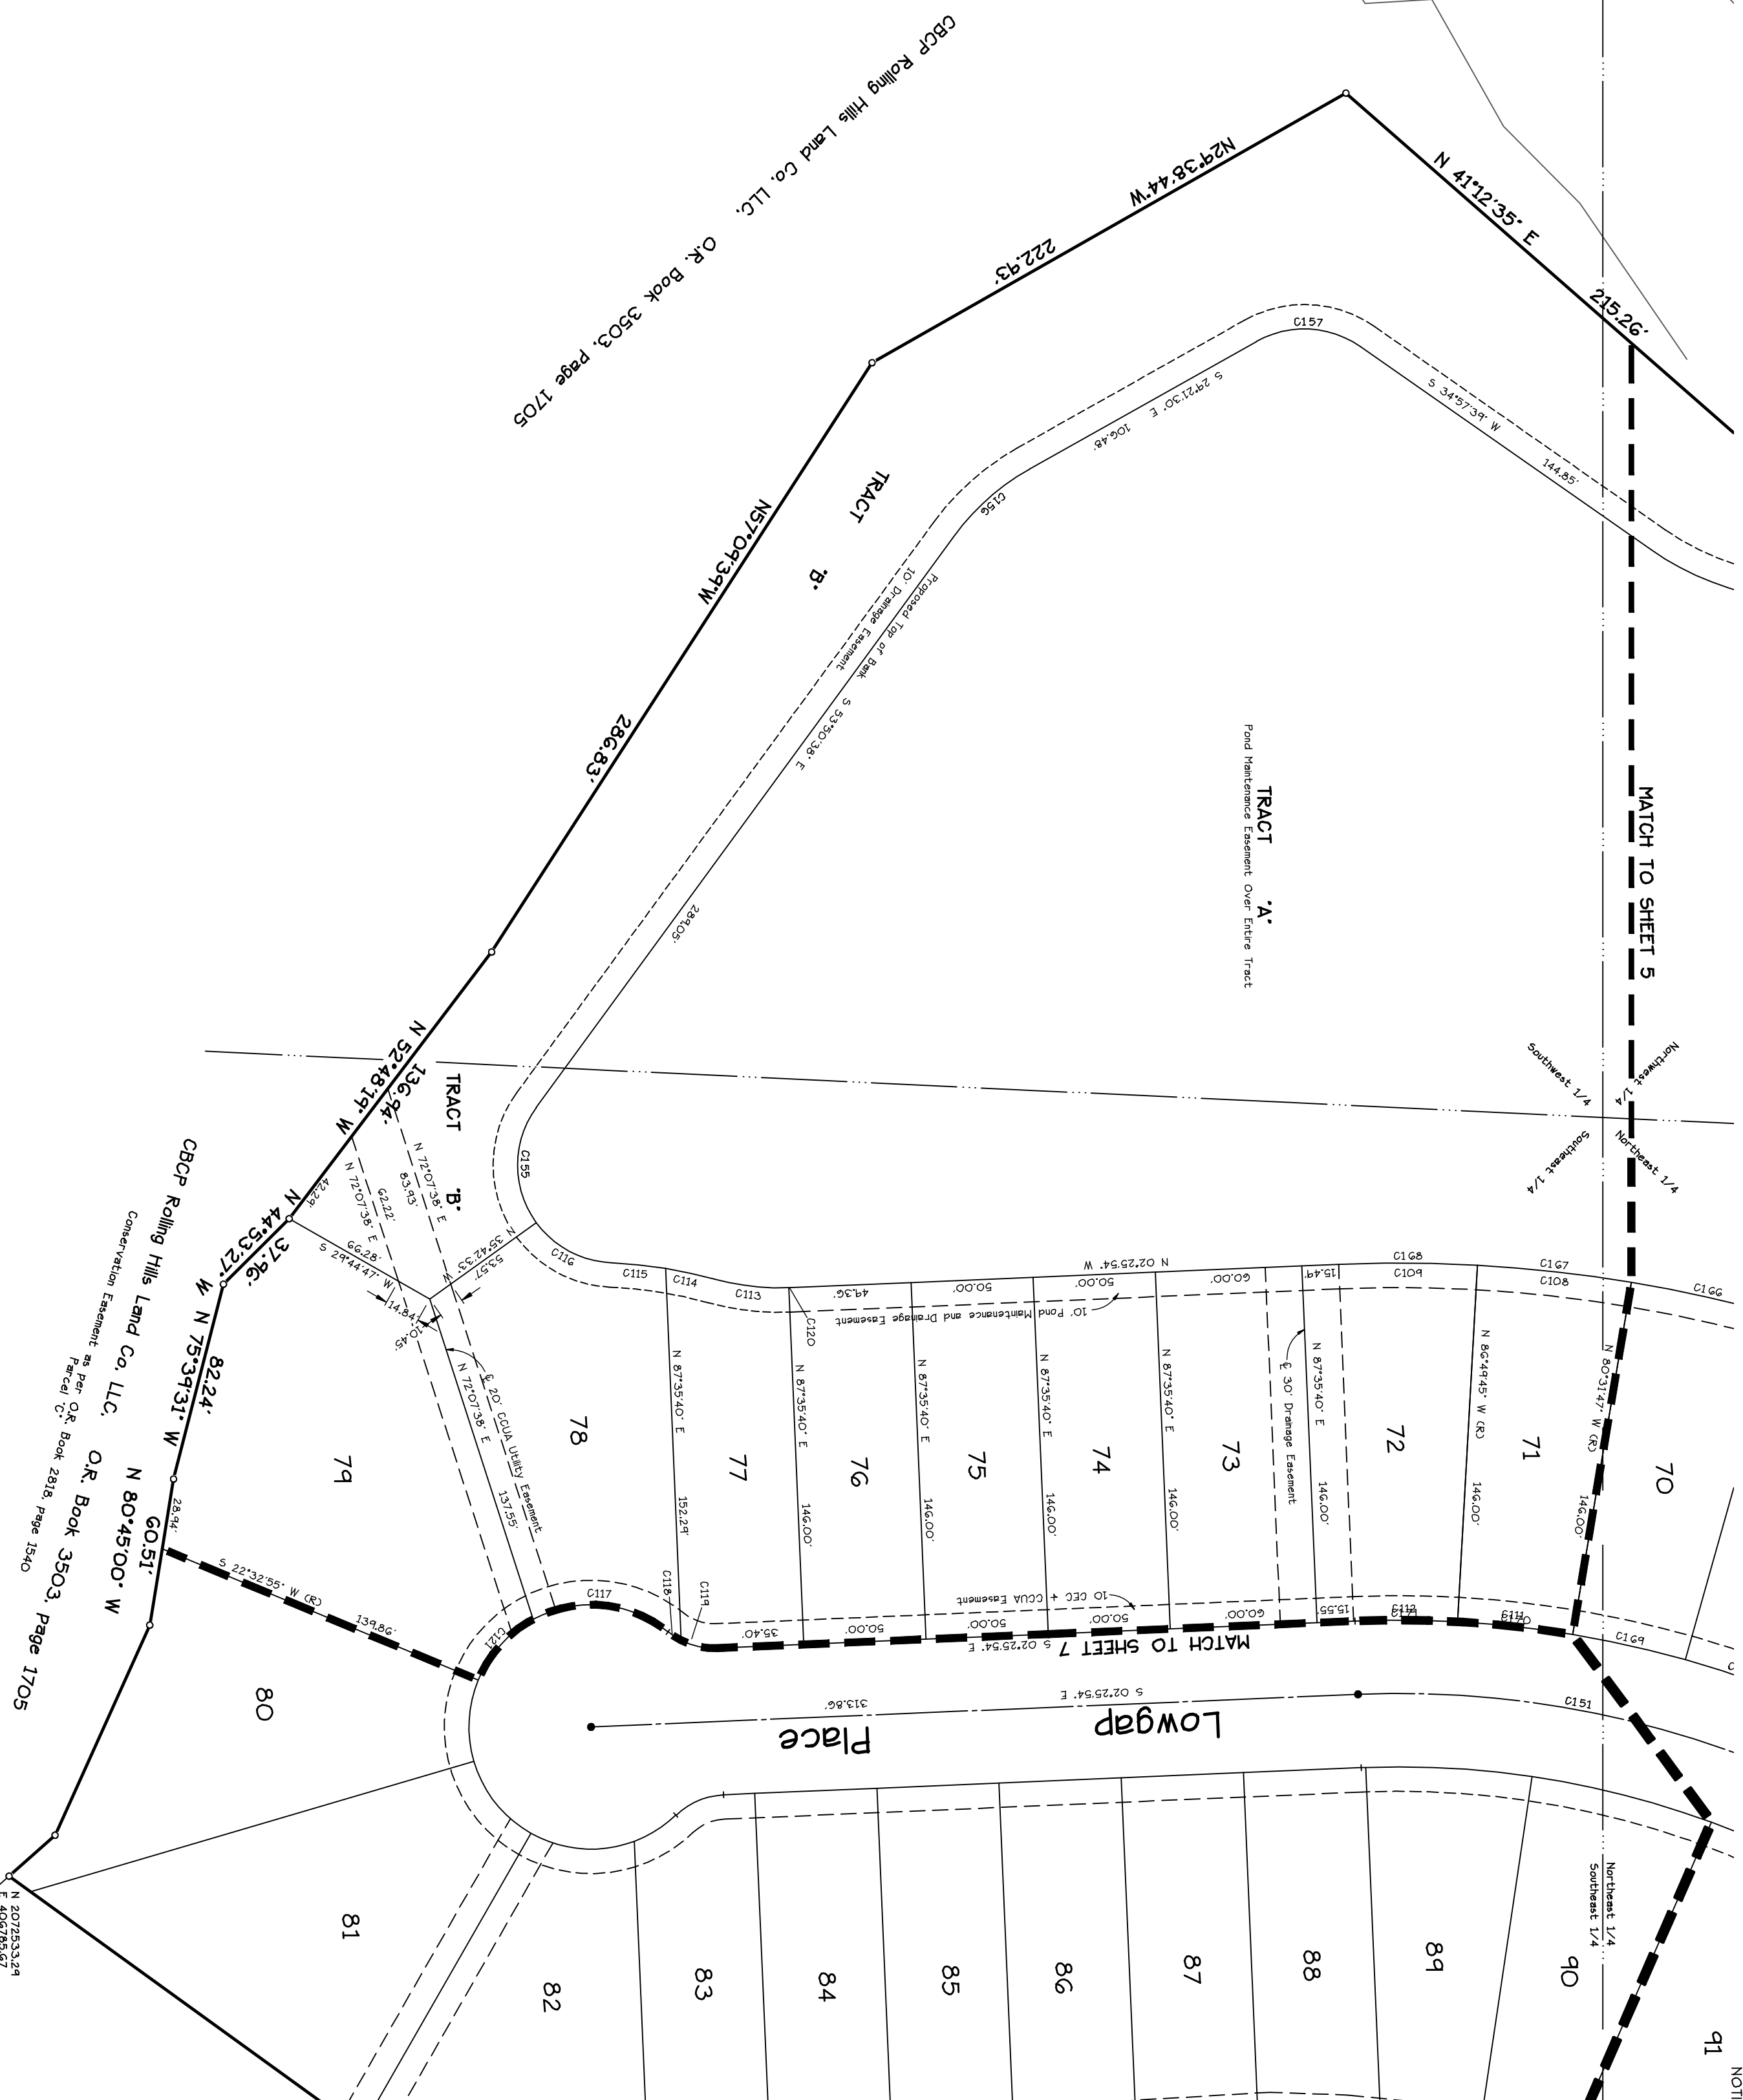 CBCP Rolling Hills Land Co. LLC. O.R. Book 3503, page 1705
N29°38'44"W
222.93'
N 41°12'35" E
215.26'
C157
S 34°57'39" W
144.85'
S 29°21'30" E
106.48'
C156
TRACT "B"
N57°09'39"W
286.83'
10' Drainage Easement
Proposed Top of Bank
S 53°50'38" E
289.05'
TRACT "A"
Pond Maintenance Easement Over Entire Tract
MATCH TO SHEET 5
Southwest 1/4
Northwest 1/4
Southeast 1/4
Northeast 1/4
N 52°48'19" W
136.94'
TRACT "B"
N 72°07'38" E
83.93'
62.22'
N 72°07'38" E
42.29'
66.28'
S 29°44'47" W
N 35°42'33" W
53.57'
14.84'
10.45'
C155
C116
C115
C114
C113
C120
N 02°25'54" W
49.36'
50.00'
50.00'
60.00'
15.49'
C168
C109
C167
C108
C166
10' Pond Maintenance and Drainage Easement
N 44°53'27" W
37.96'
N 75°39'31" W
82.24'
N 80°45'00" W
60.51'
28.94'
CBCP Rolling Hills Land Co. LLC. O.R. Book 3503, Page 1705
Conservation Easement as per O.R. Book 2818, Page 1540
Parcel "C".
S 22°32'55" W (R)
139.86'
₵ 20' CCUA Utility Easement
N 72°07'38" E
137.55'
N 87°35'40" E
152.29'
N 87°35'40" E
146.00'
N 87°35'40" E
146.00'
N 87°35'40" E
146.00'
N 87°35'40" E
146.00'
₵ 30' Drainage Easement
N 87°35'40" E
146.00'
N 86°49'45" W (R)
146.00'
N 80°31'47" W (R)
146.00'
79
78
77
76
75
74
73
72
71
70
C121
C117
C118
C119
10 CEC + CCUA Easement
35.40'
50.00'
50.00'
50.00'
60.00'
15.55'
C112
C111
C169
S 02°25'54" E
MATCH TO SHEET 7
S 02°25'54" E
313.86'
C151
Lowgap Place
80
81
82
83
84
85
86
87
88
89
90
91
Northeast 1/4
Southeast 1/4
N 2072533.29
E 406785.67